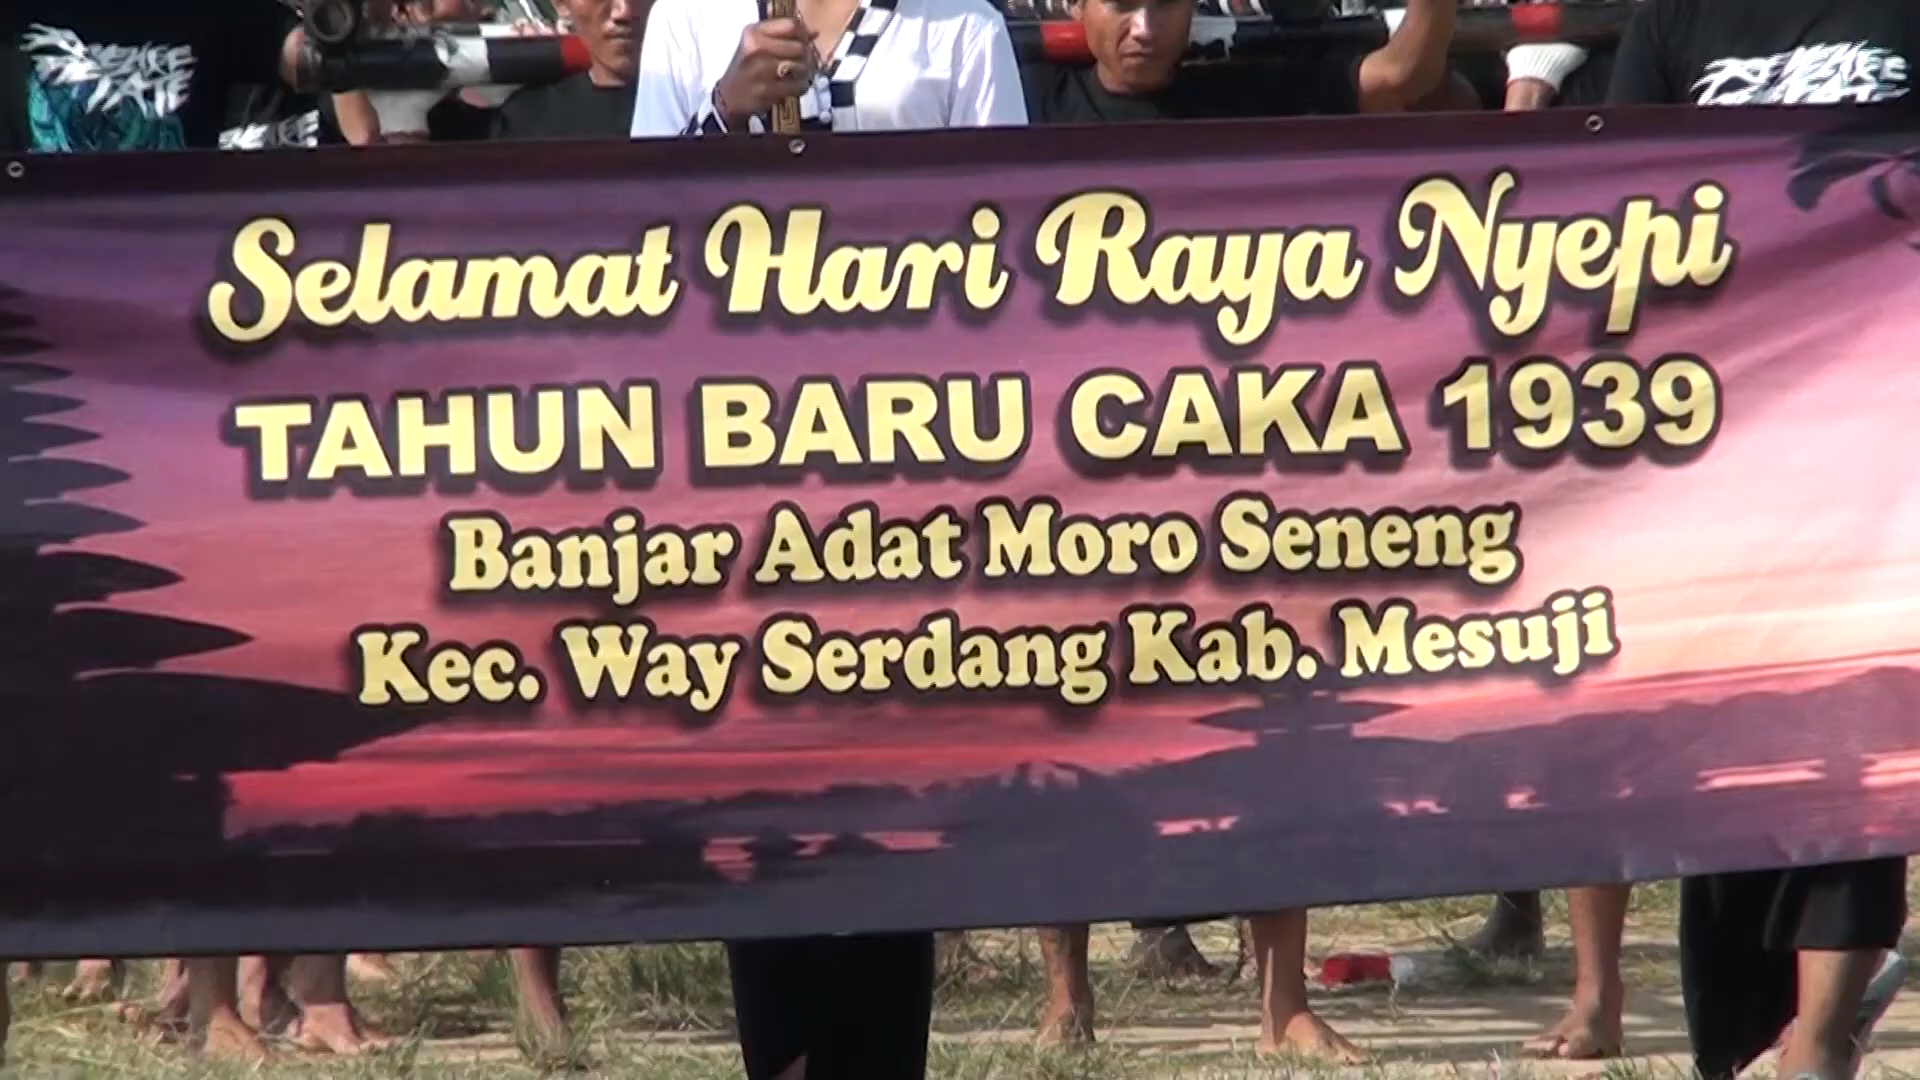 Selamat Hari Raya Nyepi
TAHUN BARU CAKA 1939
Banjar Adat Moro Seneng
Kec. Way Serdang Kab. Mesuji